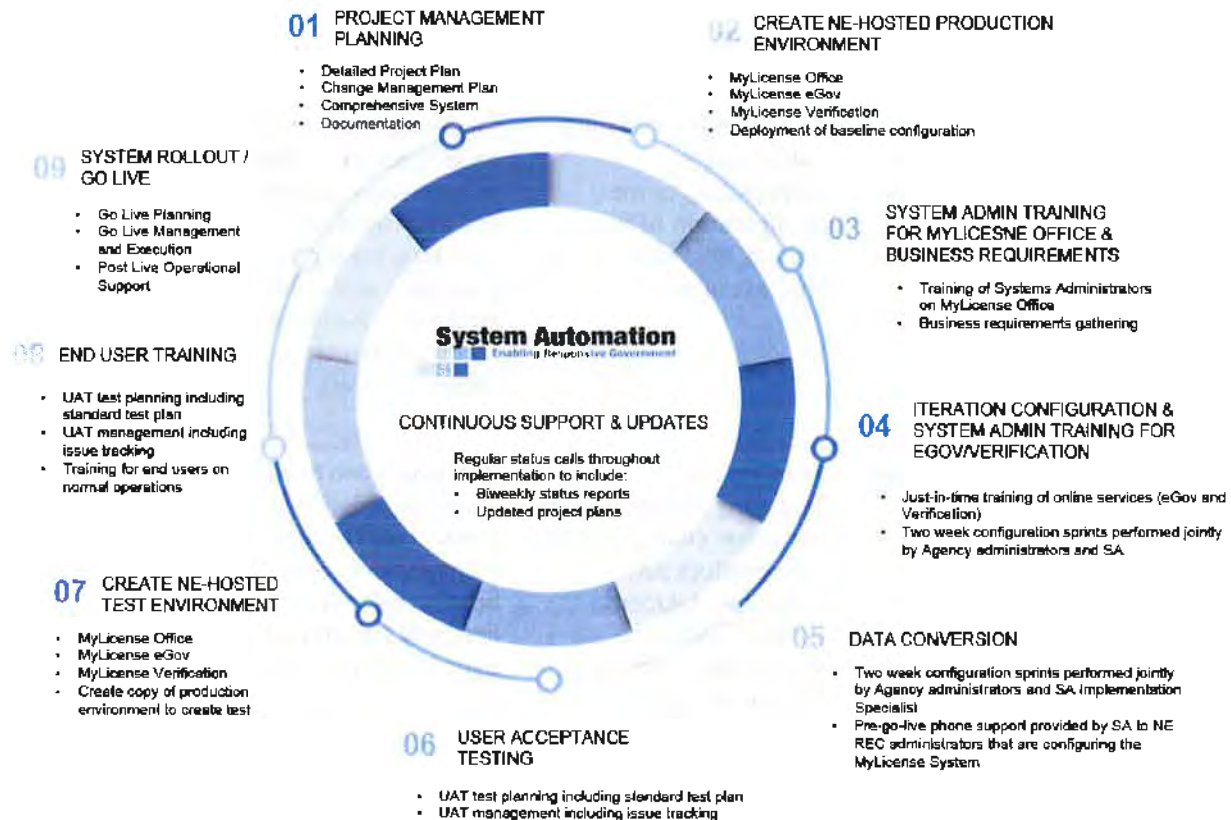 01 PROJECT MANAGEMENT
PLANNING
• Detailed Project Plan
• Change Management Plan
• Comprehensive System
• Documentation
02 CREATE NE-HOSTED PRODUCTION
ENVIRONMENT
• MyLicense Office
• MyLicense eGov
• MyLicense Verification
• Deployment of baseline configuration
03 SYSTEM ADMIN TRAINING
FOR MYLICESNE OFFICE &
BUSINESS REQUIREMENTS
• Training of Systems Administrators
on MyLicense Office
• Business requirements gathering
04 ITERATION CONFIGURATION &
SYSTEM ADMIN TRAINING FOR
EGOV/VERIFICATION
• Just-in-time training of online services (eGov and
Verification)
• Two week configuration sprints performed jointly
by Agency administrators and SA
05 DATA CONVERSION
• Two week configuration sprints performed jointly
by Agency administrators and SA Implementation
Specialist
• Pre-go-live phone support provided by SA to NE
REC administrators that are configuring the
MyLicense System
06 USER ACCEPTANCE
TESTING
• UAT test planning including standard test plan
• UAT management including issue tracking
07 CREATE NE-HOSTED
TEST ENVIRONMENT
• MyLicense Office
• MyLicense eGov
• MyLicense Verification
• Create copy of production
environment to create test
08 END USER TRAINING
• UAT test planning including
standard test plan
• UAT management including
issue tracking
• Training for end users on
normal operations
09 SYSTEM ROLLOUT /
GO LIVE
• Go Live Planning
• Go Live Management
and Execution
• Post Live Operational
Support
System Automation
Enabling Responsive Government
CONTINUOUS SUPPORT & UPDATES
Regular status calls throughout
implementation to include:
• Biweekly status reports
• Updated project plans